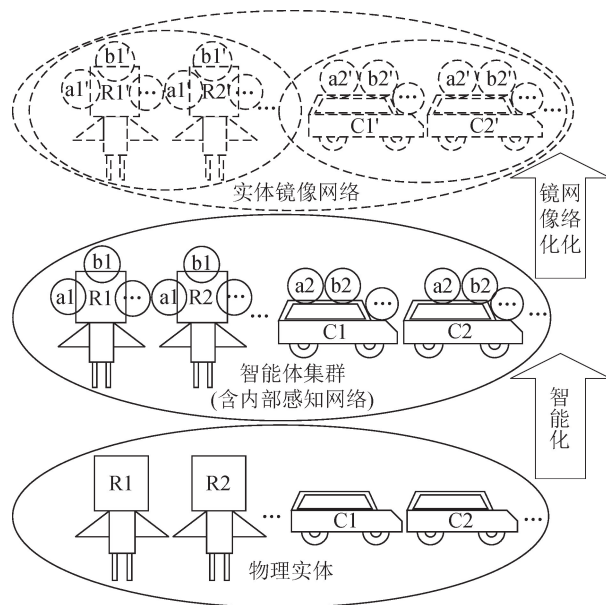 b1' b1' a2' b2' a2' b2'
a1' R1' ... a1' R2' ... ... ... ... ...
C1' C2'
实体镜像网络
镜网
像络
化化
b1 b1 a2 b2 a2 b2
a1 R1 ... a1 R2 ... ... ... ... ...
C1 C2
智能体集群
(含内部感知网络)
智
能
化
R1 R2 ... C1 C2 ...
物理实体